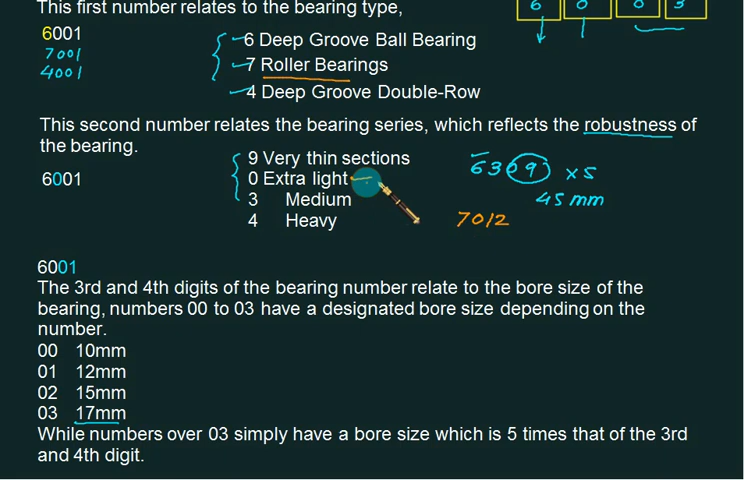 This first number relates to the bearing type,
6 0 0 3
6001
7001
4001
6 Deep Groove Ball Bearing
7 Roller Bearings
4 Deep Groove Double-Row
This second number relates the bearing series, which reflects the robustness of
the bearing.
6001
9 Very thin sections
0 Extra light
3 Medium
4 Heavy
6309 x5
45mm
7012
6001
The 3rd and 4th digits of the bearing number relate to the bore size of the
bearing, numbers 00 to 03 have a designated bore size depending on the
number.
00 10mm
01 12mm
02 15mm
03 17mm
While numbers over 03 simply have a bore size which is 5 times that of the 3rd
and 4th digit.